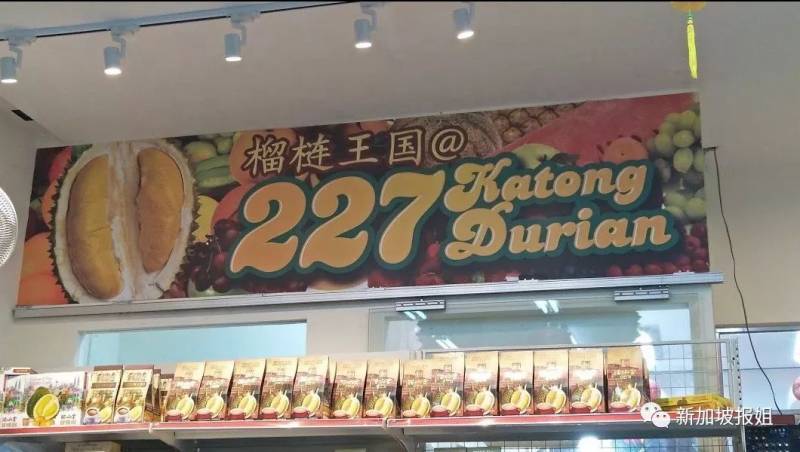 榴梿王国@
227 Katong
Durian
新加坡报姐